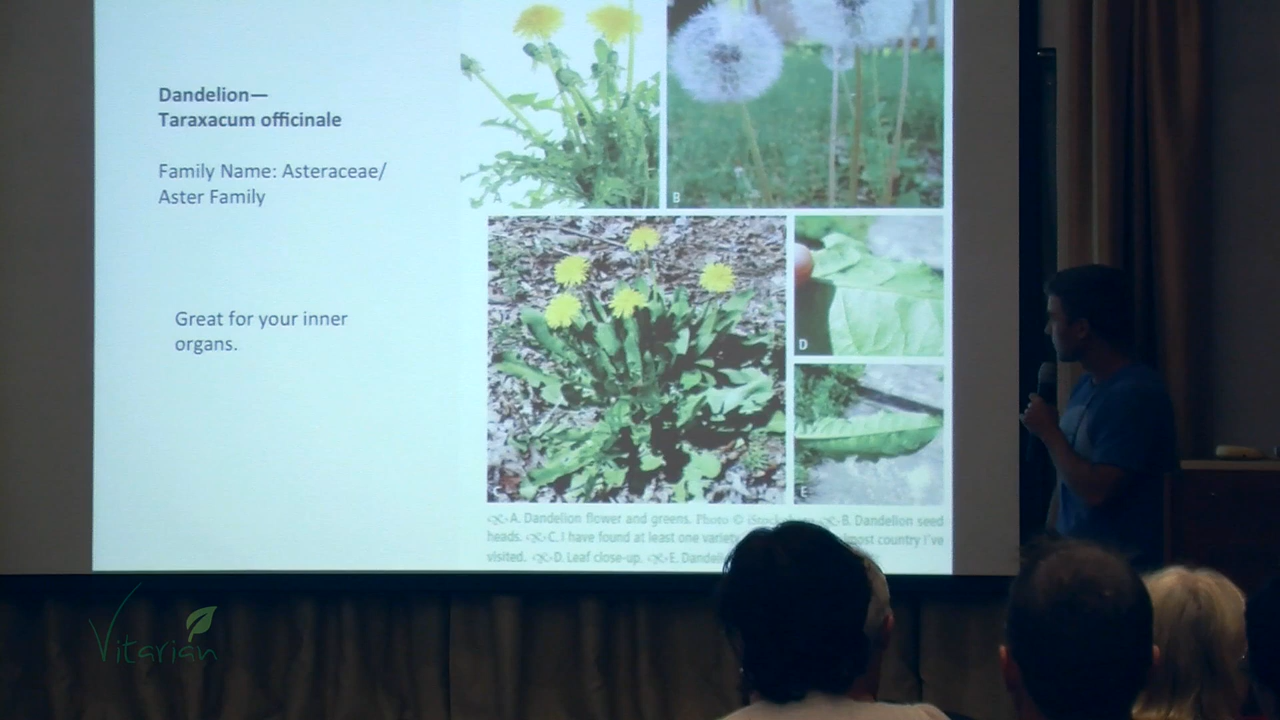 Dandelion—
Taraxacum officinale
Family Name: Asteraceae/
Aster Family
Great for your inner
organs.
A
B
D
C
E
A. Dandelion flower and greens. Photo © B. Dandelion seed
heads. C. I have found at least one variety most country I've
visited. D. Leaf close-up. E.
Vitarian